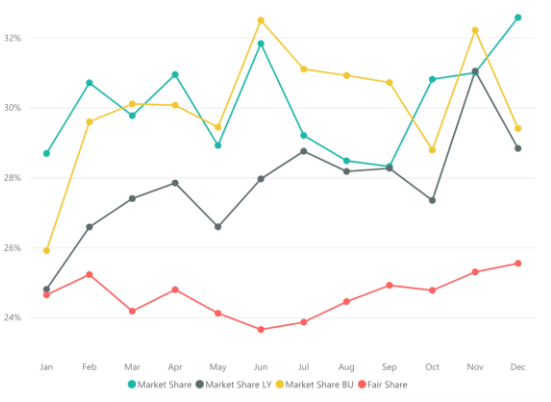 32%
30%
28%
26%
24%
Jan Feb Mar Apr May Jun Jul Aug Sep Oct Nov Dec
Market Share Market Share LY Market Share BU Fair Share